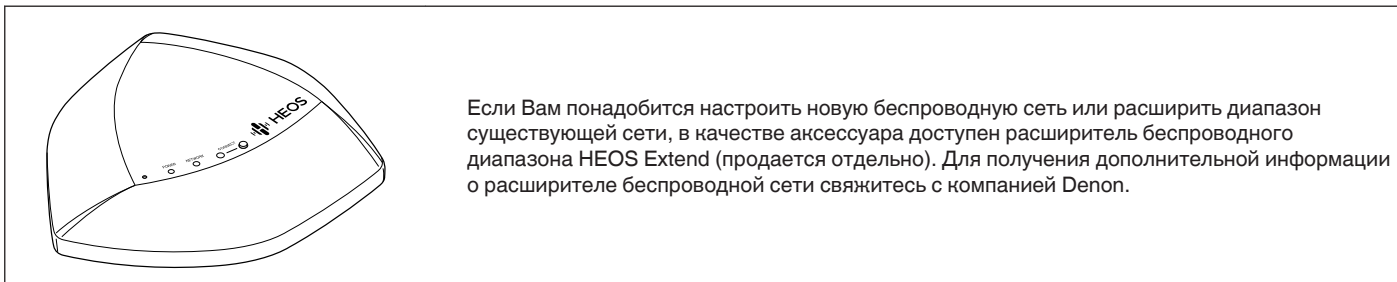 HEOS
POWER
NETWORK
CONNECT
Если Вам понадобится настроить новую беспроводную сеть или расширить диапазон
существующей сети, в качестве аксессуара доступен расширитель беспроводного
диапазона HEOS Extend (продается отдельно). Для получения дополнительной информации
о расширителе беспроводной сети свяжитесь с компанией Denon.